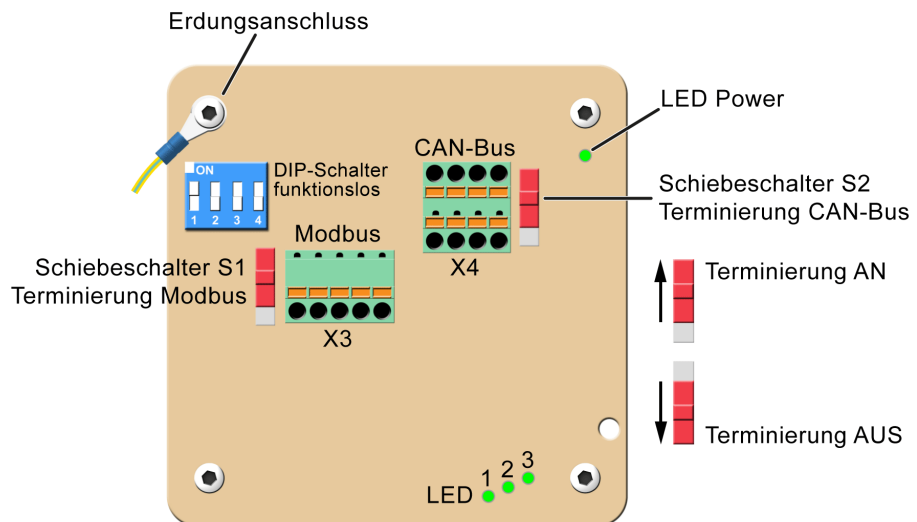 Erdungsanschluss
LED Power
CAN-Bus
ON
1 2 3 4
DIP-Schalter
funktionslos
Schiebeschalter S2
Terminierung CAN-Bus
X4
Modbus
Schiebeschalter S1
Terminierung Modbus
X3
Terminierung AN
Terminierung AUS
LED 1 2 3